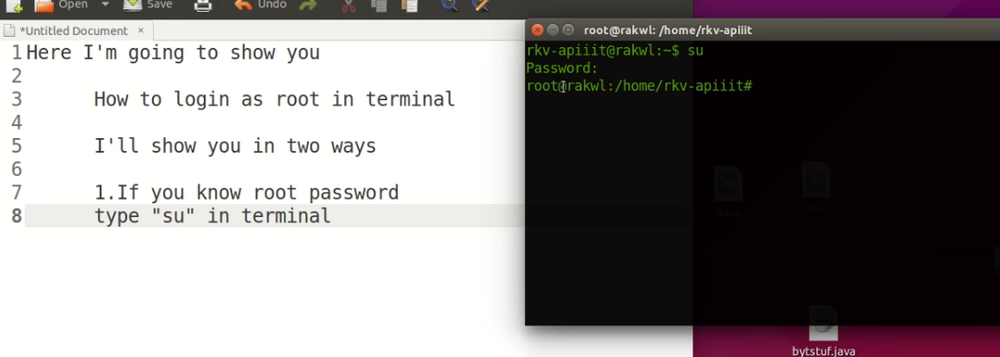 Open Save Undo
*Untitled Document ×
1 Here I'm going to show you
2
3 How to login as root in terminal
4
5 I'll show you in two ways
6
7 1.If you know root password
8 type "su" in terminal
root@rakwl: /home/rkv-apiiit
rkv-apiiit@rakwl:~$ su
Password:
root@rakwl:/home/rkv-apiiit#
bytstuf.java